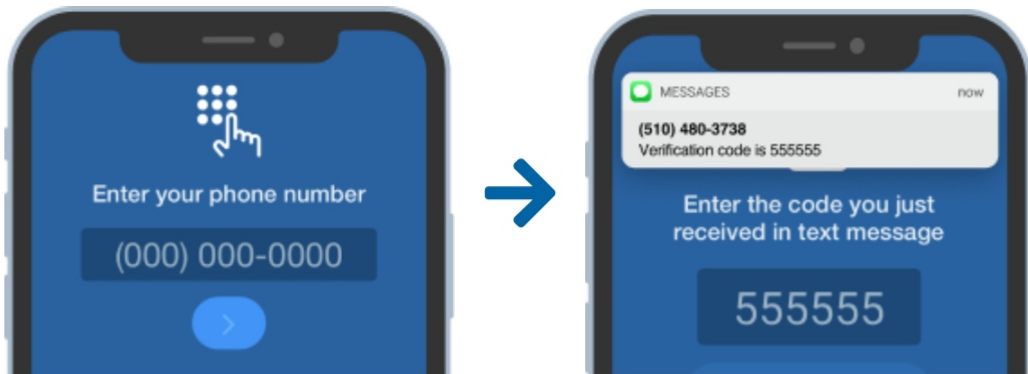 Enter your phone number
(000) 000-0000
MESSAGES
now
(510) 480-3738
Verification code is 555555
Enter the code you just
received in text message
555555